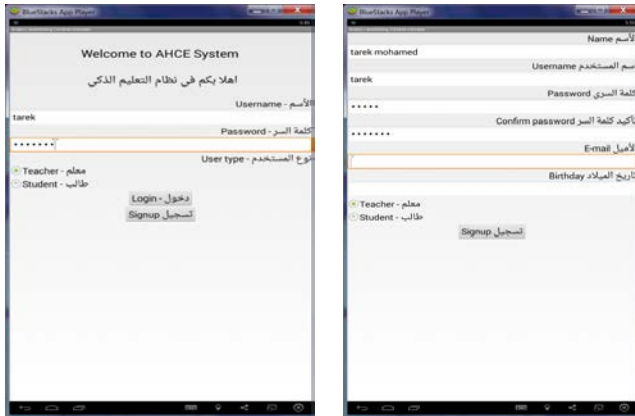 BlueStacks App Player
Welcome to AHCE System
اهلا بكم فى نظام التعليم الذكى
الأسم - Username
tarek
كلمة السر - Password
•••••••
نوع المستخدم - User type
Teacher - معلم
Student - طالب
Login - دخول
تسجيل Signup
BlueStacks App Player
الأسم Name
tarek mohamed
اسم المستخدم Username
tarek
كلمة السري Password
•••••
تأكيد كلمة السر Confirm password
•••••••
الأميل E-mail
تاريخ الميلاد Birthday
Teacher - معلم
Student - طالب
تسجيل Signup